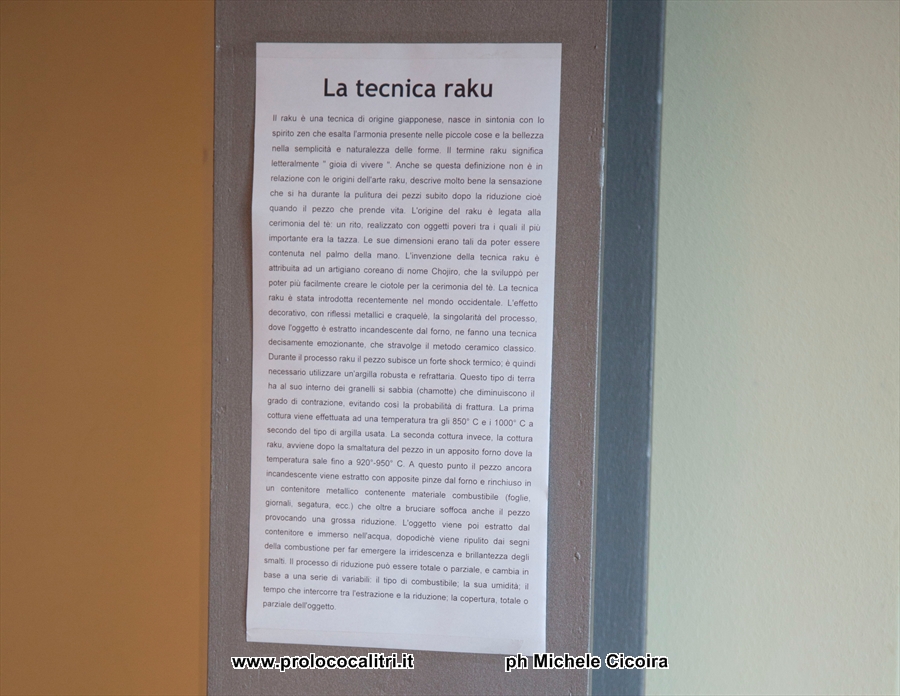 La tecnica raku
Il raku è una tecnica di origine giapponese, nasce in sintonia con lo
spirito zen che esalta l'armonia presente nelle piccole cose e la bellezza
nella semplicità e naturalezza delle forme. Il termine raku significa
letteralmente " gioia di vivere ". Anche se questa definizione non è in
relazione con le origini dell'arte raku, descrive molto bene la sensazione
che si ha durante la pulitura dei pezzi subito dopo la riduzione cioè
quando il pezzo che prende vita. L'origine del raku è legata alla
cerimonia del tè: un rito, realizzato con oggetti poveri tra i quali il più
importante era la tazza. Le sue dimensioni erano tali da poter essere
contenuta nel palmo della mano. L'invenzione della tecnica raku è
attribuita ad un artigiano coreano di nome Chojiro, che la sviluppò per
poter più facilmente creare le ciotole per la cerimonia del tè. La tecnica
raku è stata introdotta recentemente nel mondo occidentale. L'effetto
decorativo, con riflessi metallici e craquelè, la singolarità del processo,
dove l'oggetto è estratto incandescente dal forno, ne fanno una tecnica
decisamente emozionante, che stravolge il metodo ceramico classico.
Durante il processo raku il pezzo subisce un forte shock termico; è quindi
necessario utilizzare un'argilla robusta e refrattaria. Questo tipo di terra
ha al suo interno dei granelli si sabbia (chamotte) che diminuiscono il
grado di contrazione, evitando così la probabilità di frattura. La prima
cottura viene effettuata ad una temperatura tra gli 850° C e i 1000° C a
secondo del tipo di argilla usata. La seconda cottura invece, la cottura
raku, avviene dopo la smaltatura del pezzo in un apposito forno dove la
temperatura sale fino a 920°-950° C. A questo punto il pezzo ancora
incandescente viene estratto con apposite pinze dal forno e rinchiuso in
un contenitore metallico contenente materiale combustibile (foglie,
giornali, segatura, ecc.) che oltre a bruciare soffoca anche il pezzo
provocando una grossa riduzione. L'oggetto viene poi estratto dal
contenitore e immerso nell'acqua, dopodichè viene ripulito dai segni
della combustione per far emergere la irridescenza e brillantezza degli
smalti. Il processo di riduzione può essere totale o parziale, e cambia in
base a una serie di variabili: il tipo di combustibile; la sua umidità; il
tempo che intercorre tra l'estrazione e la riduzione; la copertura, totale o
parziale dell'oggetto.
www.prolococalitri.it ph Michele Cicoira